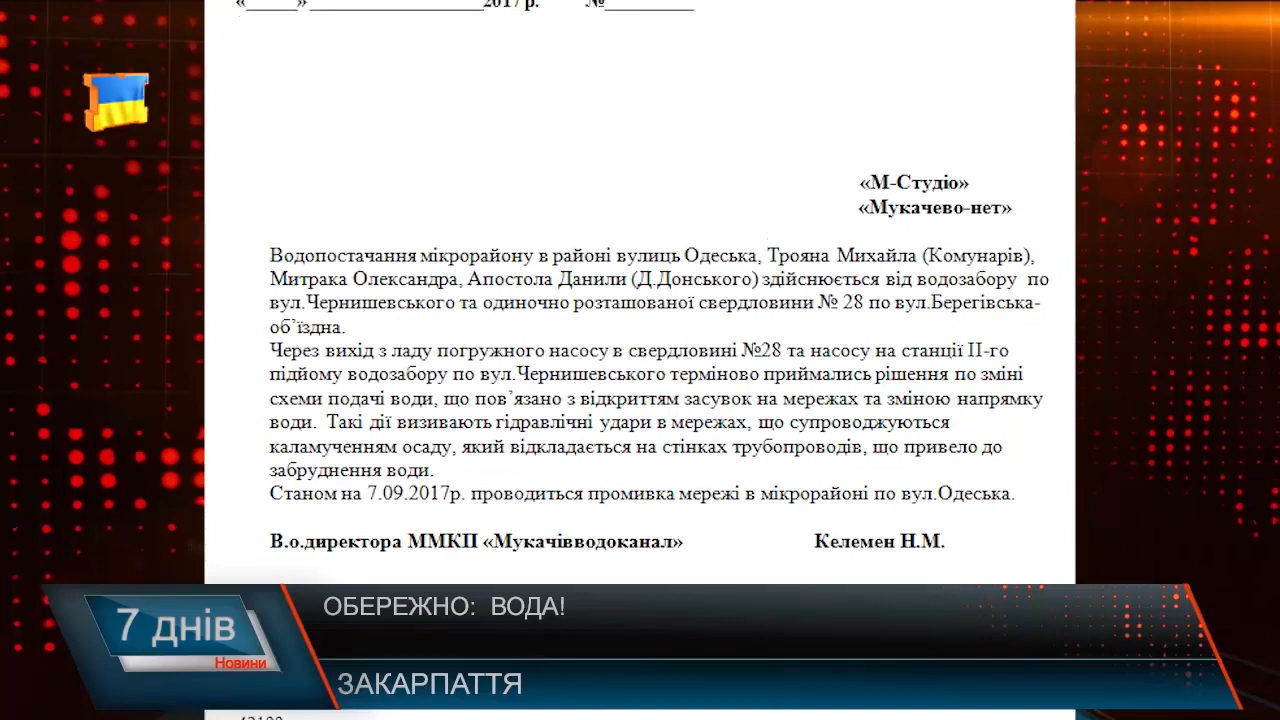 «_____» _________________2017 р. №_________
«М-Студіо»
«Мукачево-нет»
Водопостачання мікрорайону в районі вулиць Одеська, Трояна Михайла (Комунарів),
Митрака Олександра, Апостола Данили (Д.Донського) здійснюється від водозабору по
вул.Чернишевського та одиночно розташованої свердловини № 28 по вул.Берегівська-
об’їзна.
Через вихід з ладу погружного насосу в свердловині №28 та насосу на станції ІІ-го
підйому водозабору по вул.Чернишевського терміново приймались рішення по зміні
схеми подачі води, що пов’язано з відкриттям засувок на мережах та зміною напрямку
води. Такі дії визивають гідравлічні удари в мережах, що супроводжуються
каламученням осаду, який відкладається на стінках трубопроводів, що привело до
забруднення води.
Станом на 7.09.2017р. проводиться промивка мережі в мікрорайоні по вул.Одеська.
В.о.директора ММКП «Мукачівводоканал» Келемен Н.М.
7 днів
Новини
ОБЕРЕЖНО: ВОДА!
ЗАКАРПАТТЯ